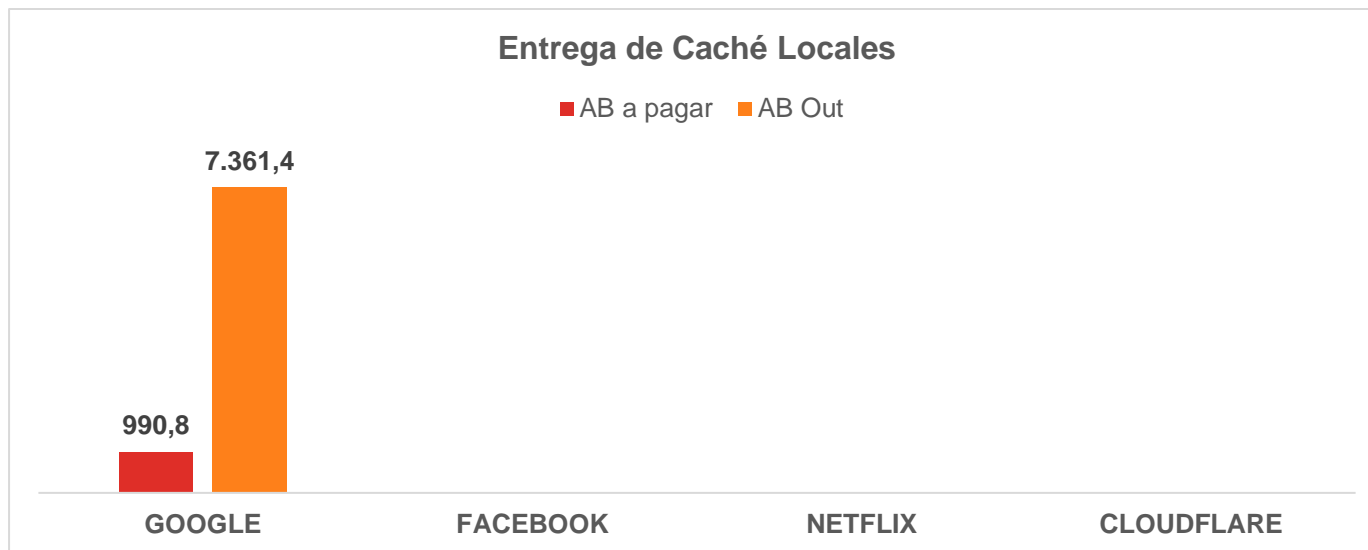 Entrega de Caché Locales
AB a pagar AB Out
7.361,4
990,8
GOOGLE FACEBOOK NETFLIX CLOUDFLARE